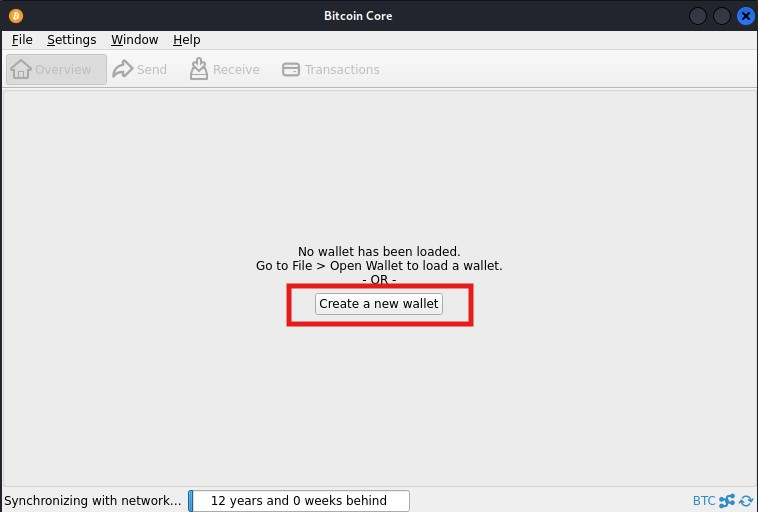 Bitcoin Core
File Settings Window Help
Overview Send Receive Transactions
No wallet has been loaded.
Go to File > Open Wallet to load a wallet.
- OR -
Create a new wallet
Synchronizing with network... 12 years and 0 weeks behind BTC